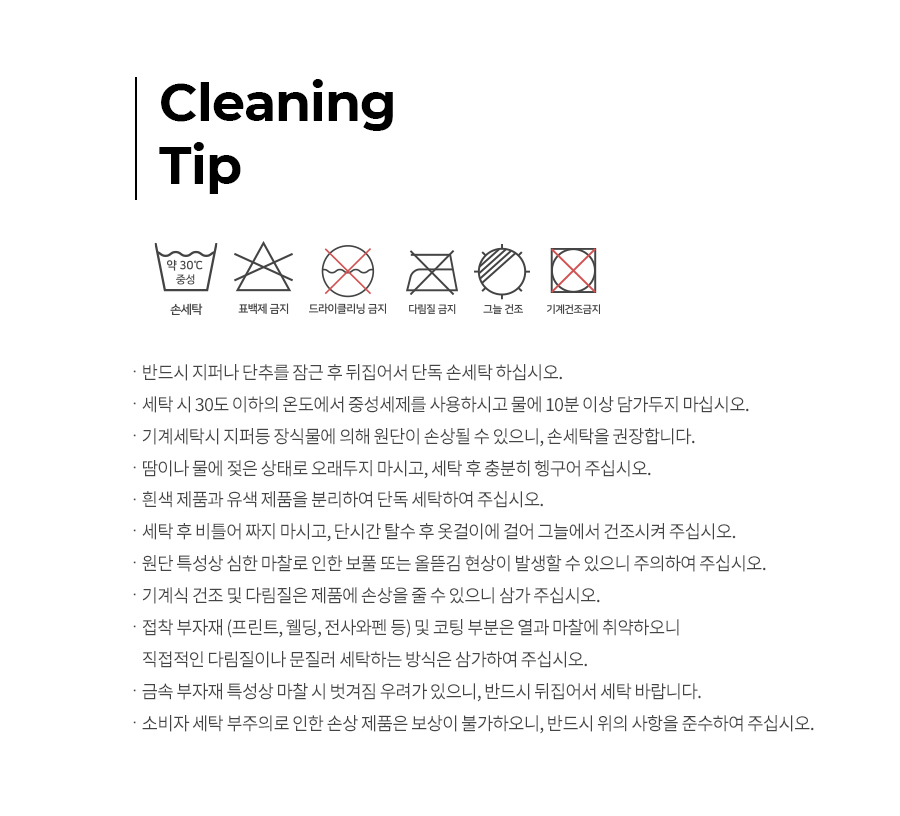 Cleaning
Tip
약 30℃
중성
손세탁
표백제 금지
드라이클리닝 금지
다림질 금지
그늘 건조
기계건조금지
· 반드시 지퍼나 단추를 잠근 후 뒤집어서 단독 손세탁 하십시오.
· 세탁 시 30도 이하의 온도에서 중성세제를 사용하시고 물에 10분 이상 담가두지 마십시오.
· 기계세탁시 지퍼등 장식물에 의해 원단이 손상될 수 있으니, 손세탁을 권장합니다.
· 땀이나 물에 젖은 상태로 오래두지 마시고, 세탁 후 충분히 헹구어 주십시오.
· 흰색 제품과 유색 제품을 분리하여 단독 세탁하여 주십시오.
· 세탁 후 비틀어 짜지 마시고, 단시간 탈수 후 옷걸이에 걸어 그늘에서 건조시켜 주십시오.
· 원단 특성상 심한 마찰로 인한 보풀 또는 올뜯김 현상이 발생할 수 있으니 주의하여 주십시오.
· 기계식 건조 및 다림질은 제품에 손상을 줄 수 있으니 삼가 주십시오.
· 접착 부자재 (프린트, 웰딩, 전사와펜 등) 및 코팅 부분은 열과 마찰에 취약하오니
직접적인 다림질이나 문질러 세탁하는 방식은 삼가하여 주십시오.
· 금속 부자재 특성상 마찰 시 벗겨짐 우려가 있으니, 반드시 뒤집어서 세탁 바랍니다.
· 소비자 세탁 부주의로 인한 손상 제품은 보상이 불가하오니, 반드시 위의 사항을 준수하여 주십시오.